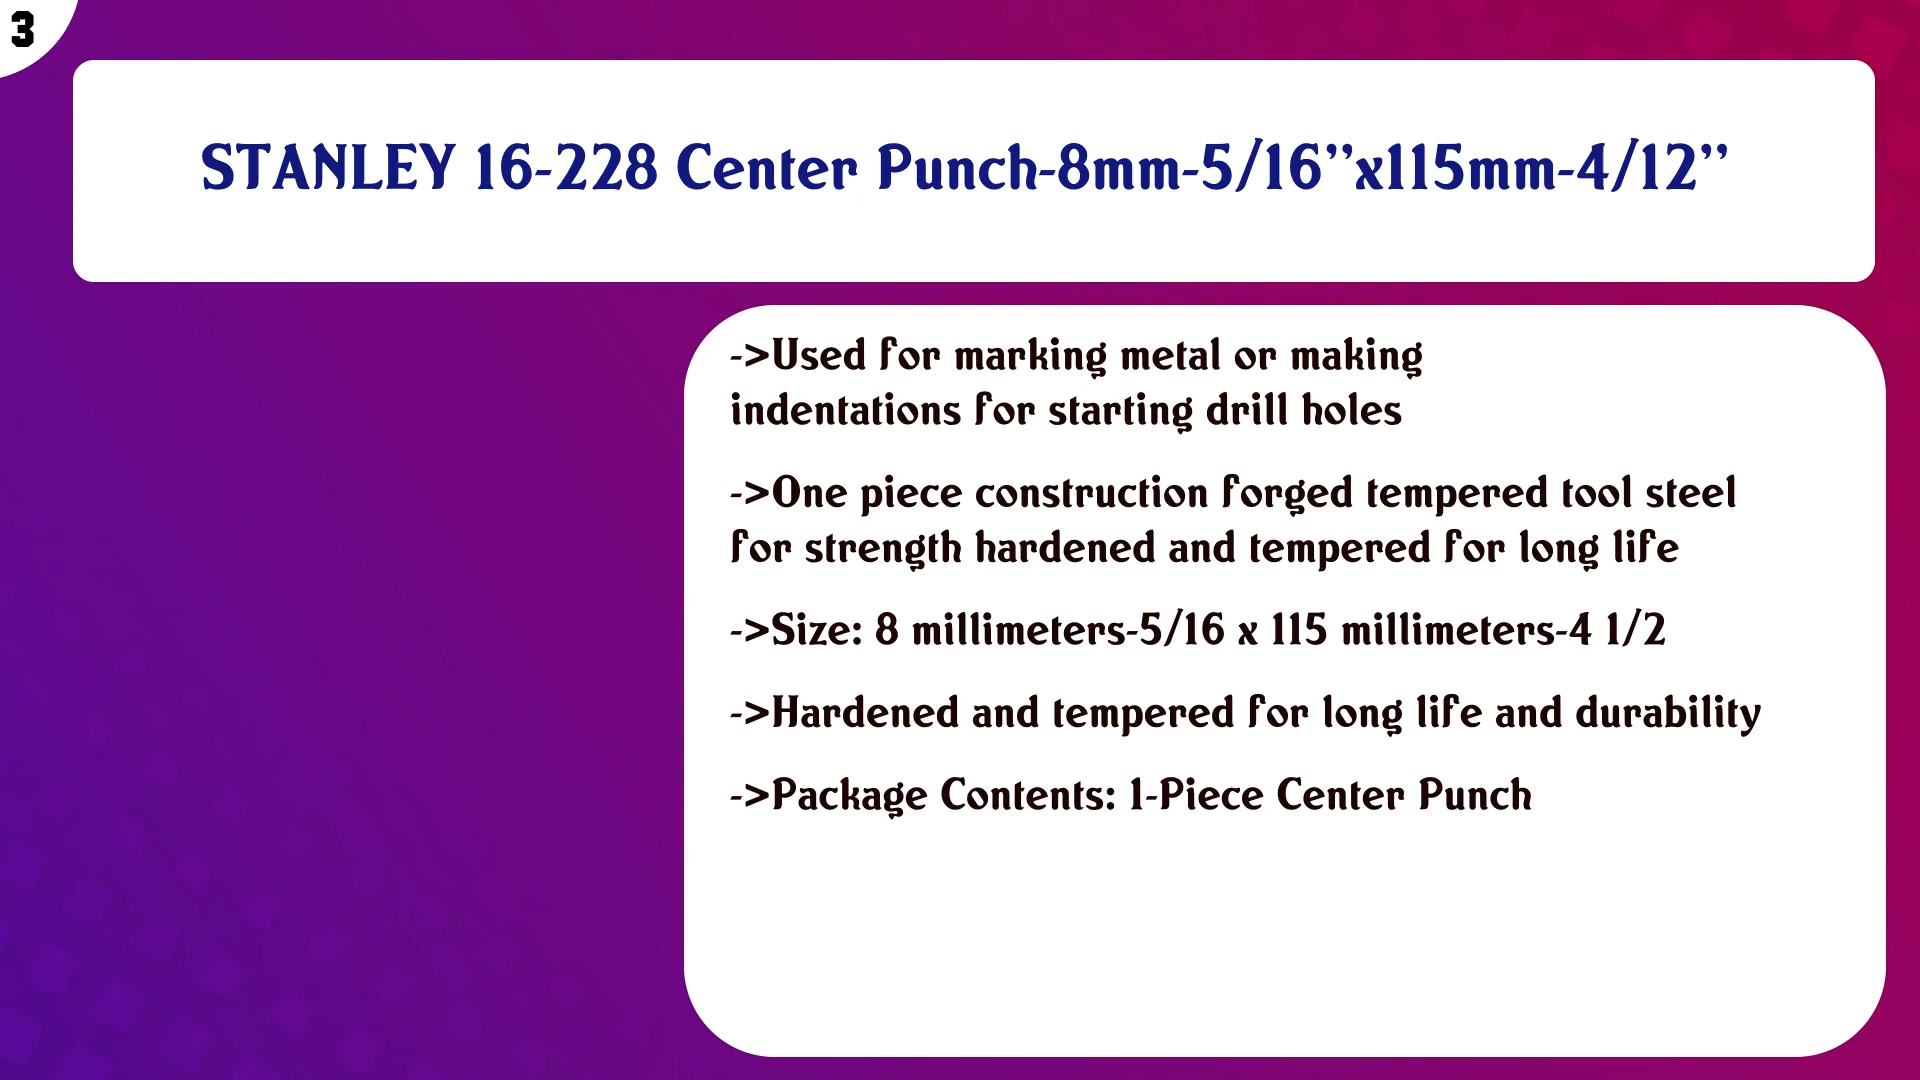 3
STANLEY 16-228 Center Punch-8mm-5/16’’x115mm-4/12’’
->Used for marking metal or making
indentations for starting drill holes
->One piece construction forged tempered tool steel
for strength hardened and tempered for long life
->Size: 8 millimeters-5/16 x 115 millimeters-4 1/2
->Hardened and tempered for long life and durability
->Package Contents: 1-Piece Center Punch